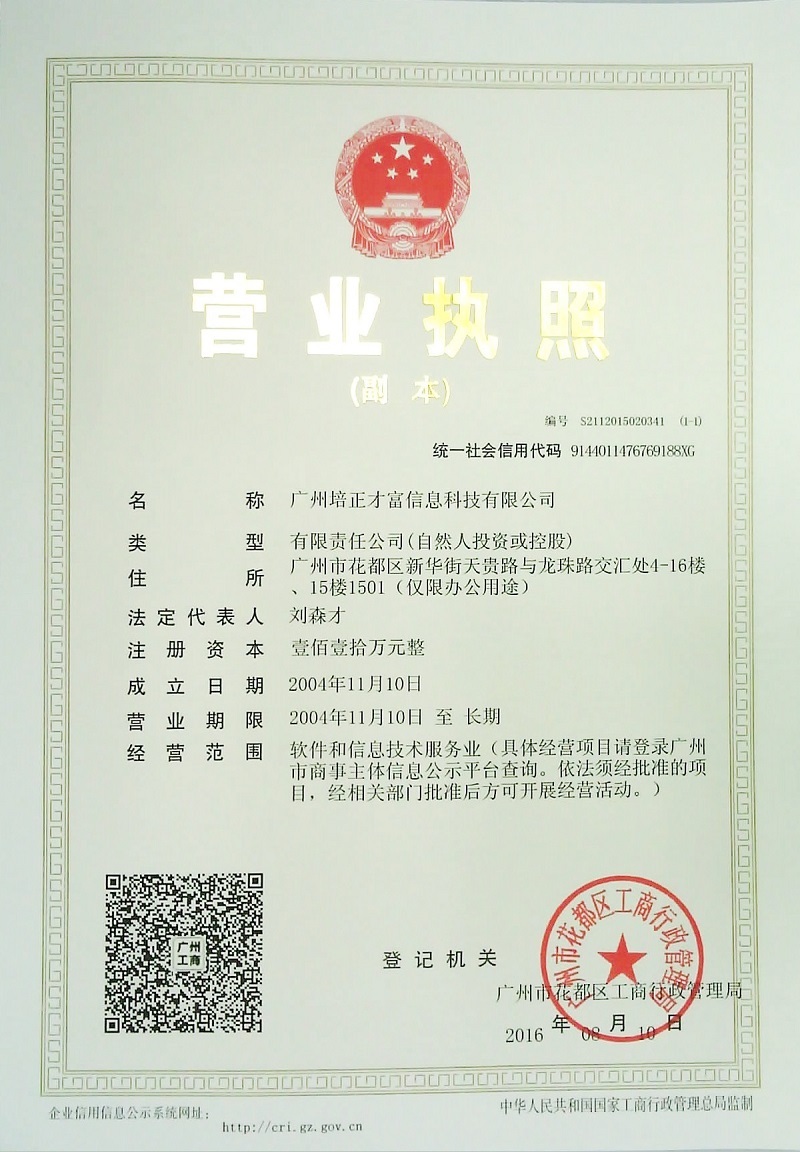 营业执照
(副 本)
编号 S2112015020341 (1-1)
统一社会信用代码 9144011476769188XG
名 称 广州培正才富信息科技有限公司
类 型 有限责任公司(自然人投资或控股)
住 所 广州市花都区新华街天贵路与龙珠路交汇处4-16楼
、15楼1501（仅限办公用途）
法定代表人 刘森才
注册资本 壹佰壹拾万元整
成立日期 2004年11月10日
营业期限 2004年11月10日 至 长期
经营范围 软件和信息技术服务业（具体经营项目请登录广州
市商事主体信息公示平台查询。依法须经批准的项
目，经相关部门批准后方可开展经营活动。）
广州
工商
登记机关
广州市花都区工商行政管理局
广州市花都区工商行政管理局
2016 年 08 月 10 日
企业信用信息公示系统网址：
http://cri.gz.gov.cn
中华人民共和国国家工商行政管理总局监制